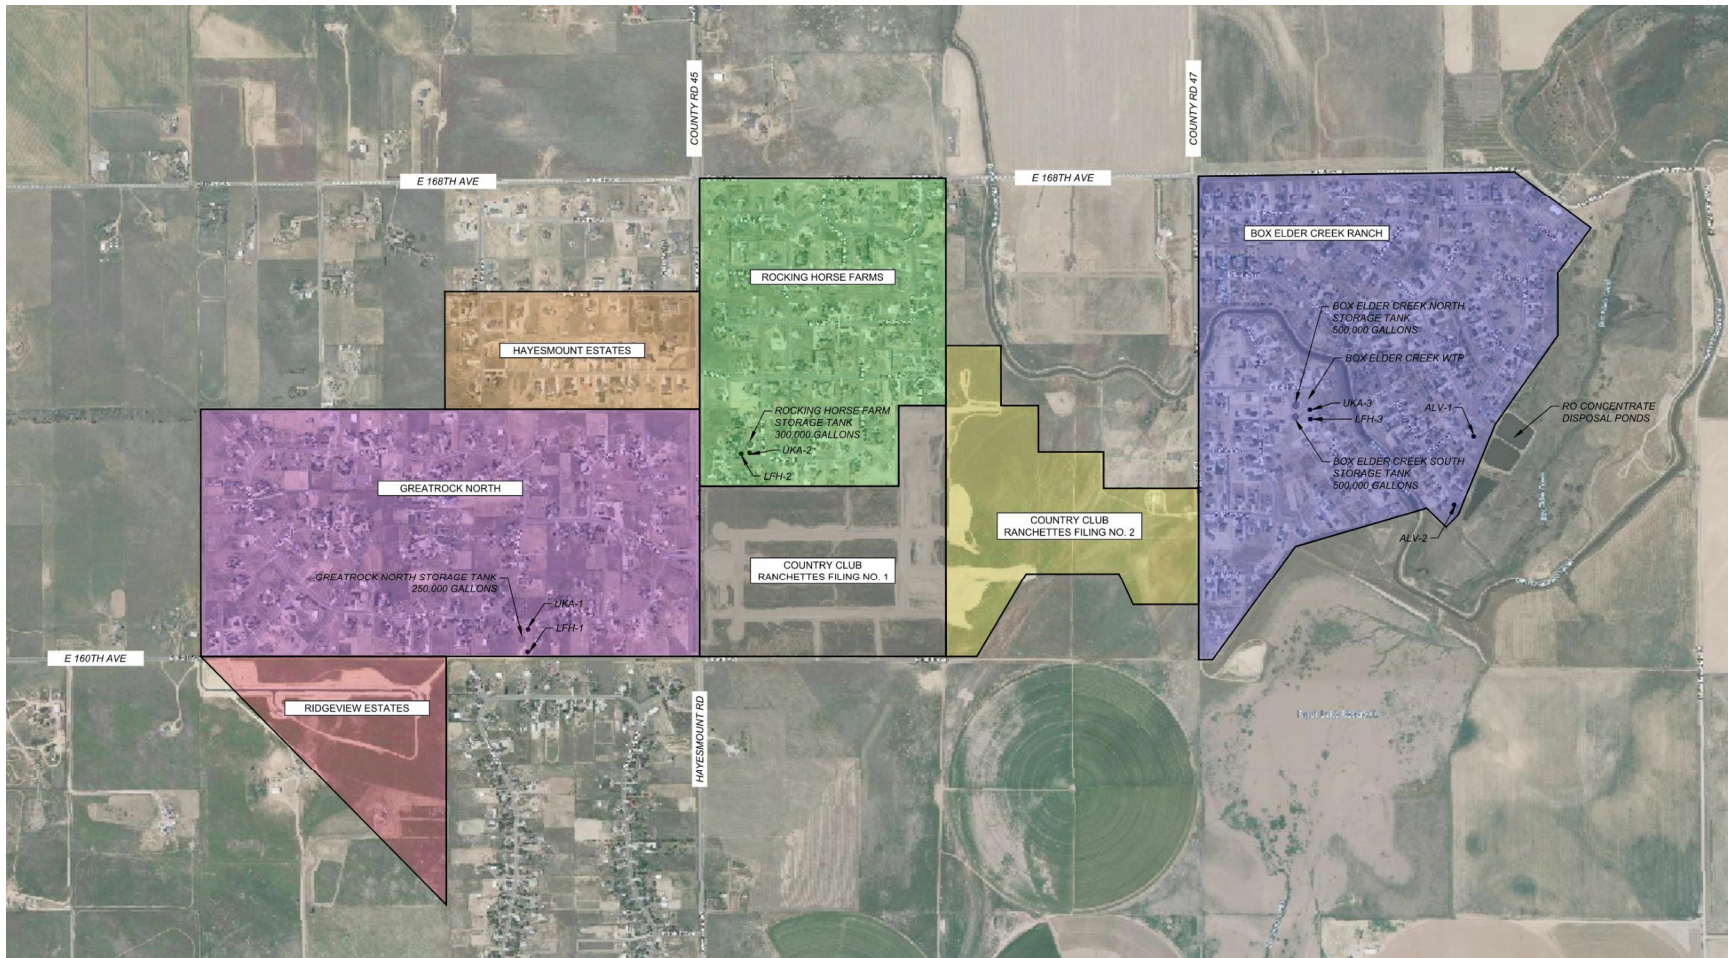 COUNTY RD 45
COUNTY RD 47
E 168TH AVE
E 168TH AVE
BOX ELDER CREEK RANCH
ROCKING HORSE FARMS
BOX ELDER CREEK NORTH
STORAGE TANK
500,000 GALLONS
HAYESMOUNT ESTATES
BOX ELDER CREEK WTP
UKA-3
LFH-3
ALV-1
RO CONCENTRATE
DISPOSAL PONDS
ROCKING HORSE FARM
STORAGE TANK
300,000 GALLONS
UKA-2
LFH-2
BOX ELDER CREEK SOUTH
STORAGE TANK
500,000 GALLONS
GREATROCK NORTH
COUNTRY CLUB
RANCHETTES FILING NO. 2
ALV-2
COUNTRY CLUB
RANCHETTES FILING NO. 1
GREATROCK NORTH STORAGE TANK
250,000 GALLONS
UKA-1
LFH-1
E 160TH AVE
RIDGEVIEW ESTATES
HAYESMOUNT RD